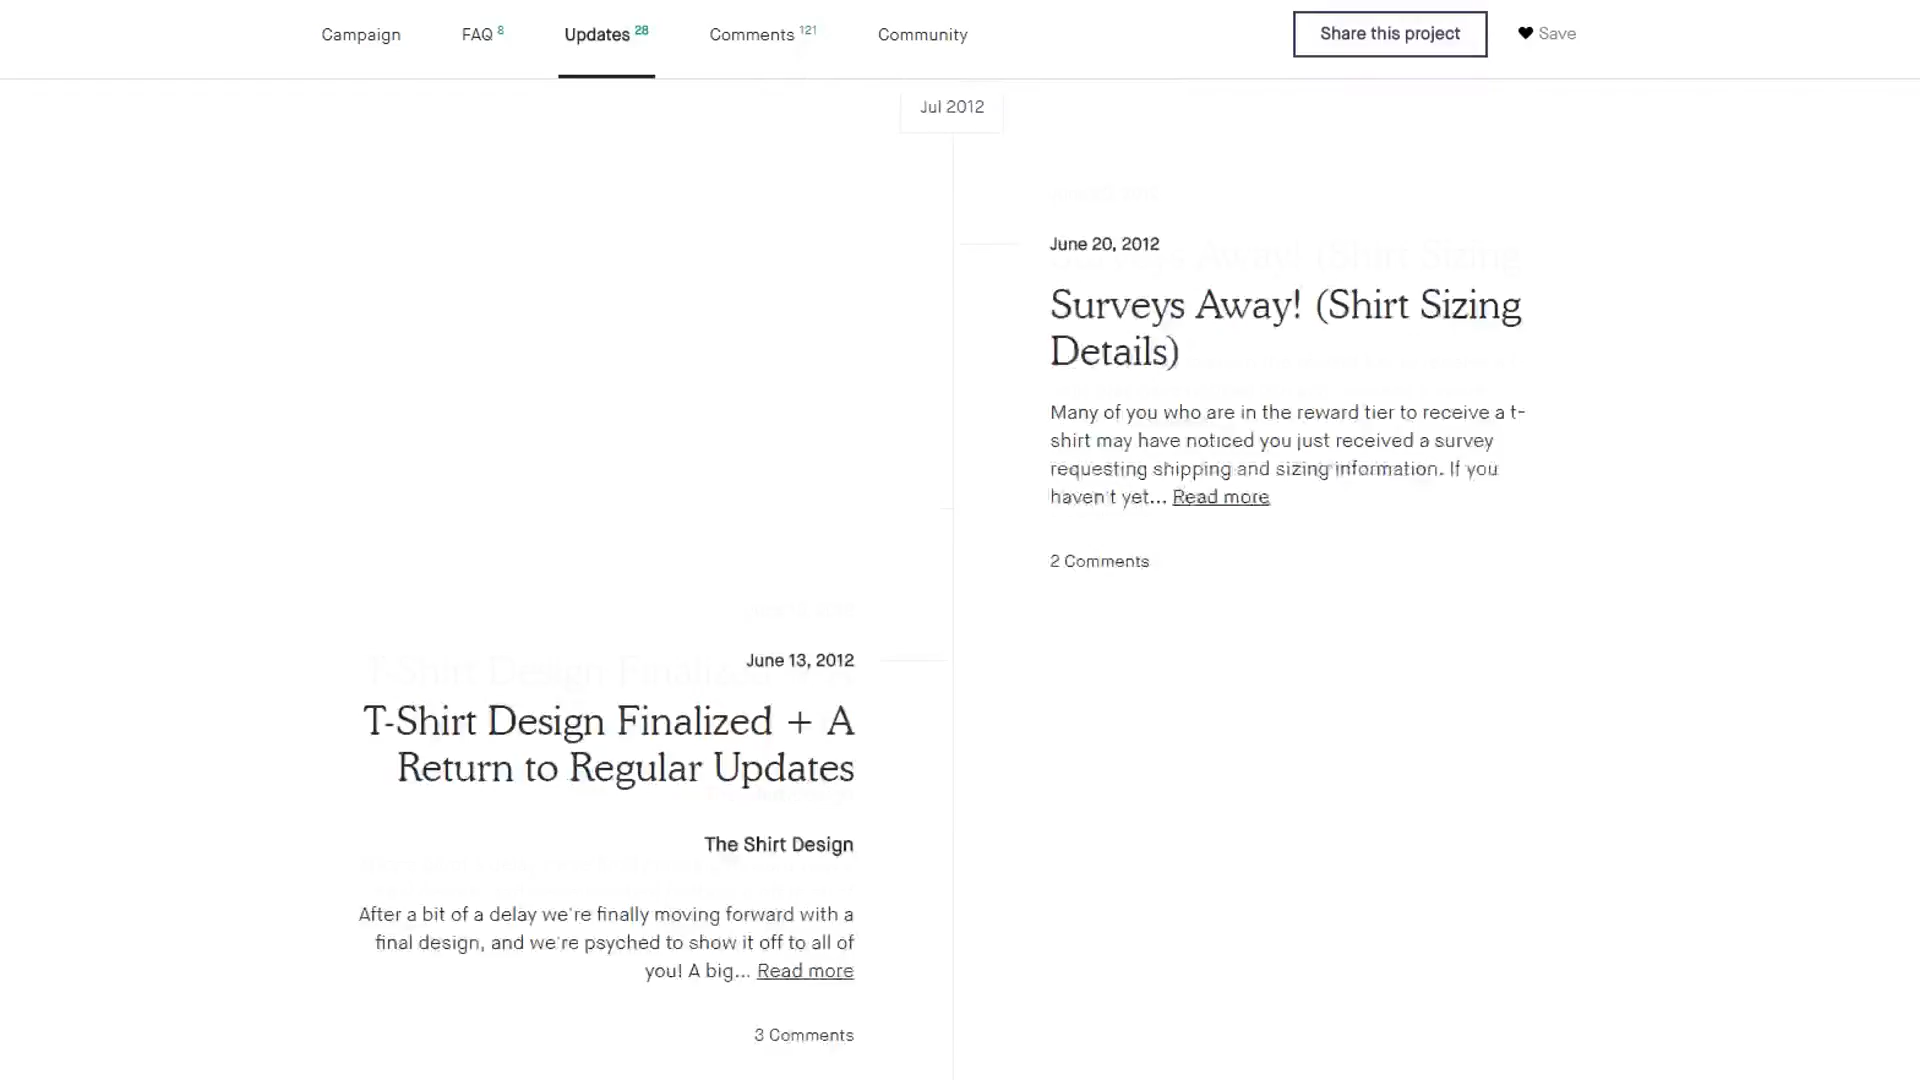 Campaign FAQ 8 Updates 28 Comments 121 Community Share this project Save
Jul 2012
June 20, 2012
Surveys Away! (Shirt Sizing
Details)
Many of you who are in the reward tier to receive a t-
shirt may have noticed you just received a survey
requesting shipping and sizing information. If you
haven't yet... Read more
2 Comments
June 13, 2012
T-Shirt Design Finalized + A
Return to Regular Updates
The Shirt Design
After a bit of a delay we're finally moving forward with a
final design, and we're psyched to show it off to all of
you! A big... Read more
3 Comments